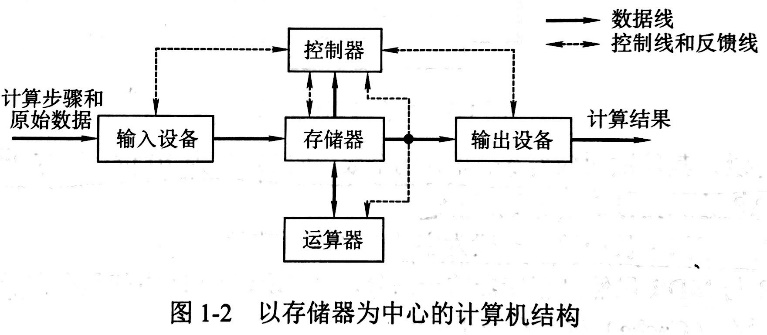 数据线
控制线和反馈线
控制器
计算步骤和
原始数据
输入设备
存储器
输出设备
计算结果
运算器
图 1-2 以存储器为中心的计算机结构